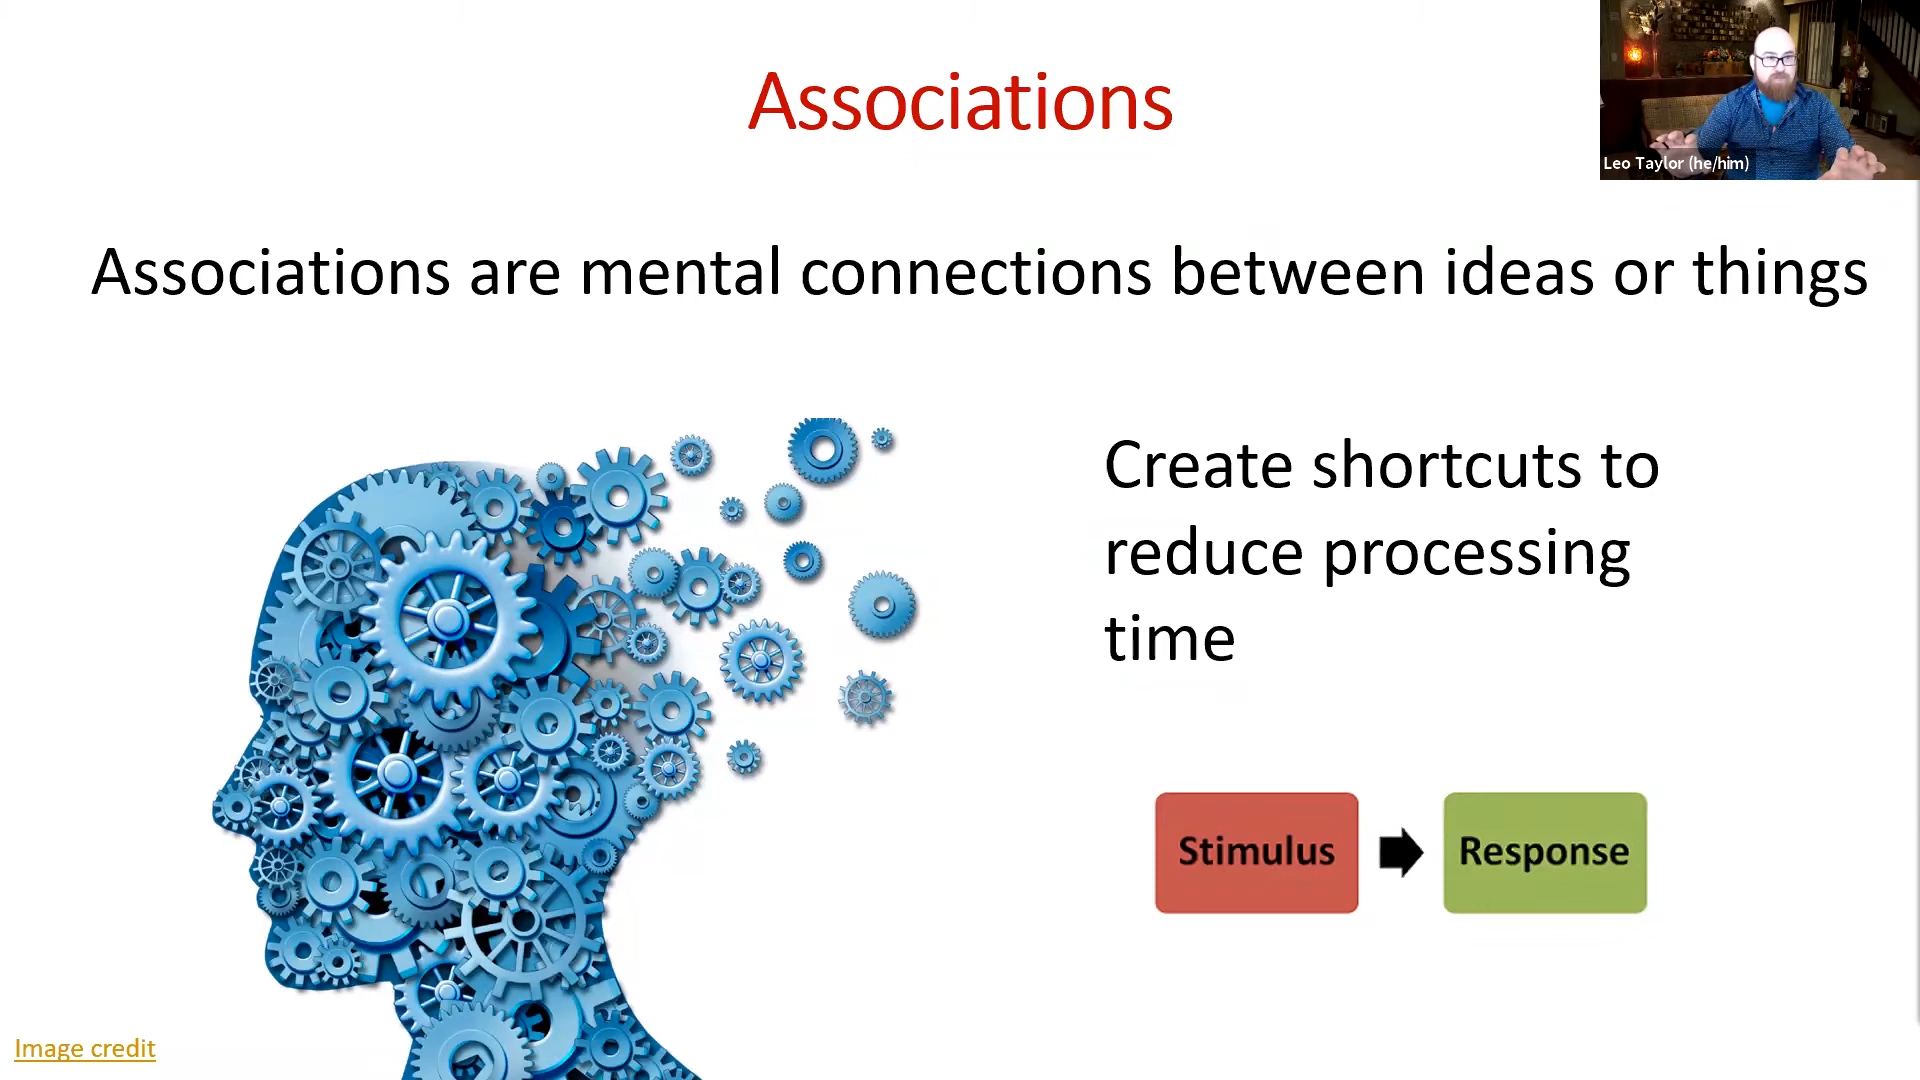 Associations
Leo Taylor (he/him)
Associations are mental connections between ideas or things
Create shortcuts to
reduce processing
time
Stimulus
Response
Image credit